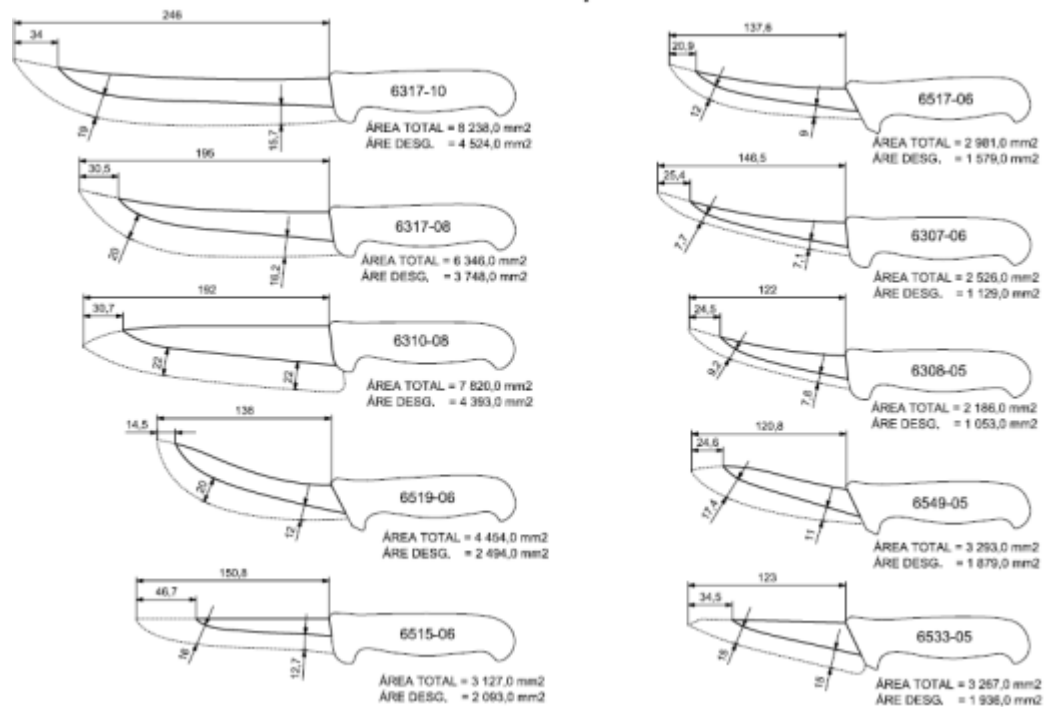 246
34
6317-10
19
15,7
ÁREA TOTAL = 8 238,0 mm2
ÁRE DESG. = 4 524,0 mm2
195
30,5
6317-08
20
16,2
ÁREA TOTAL = 6 346,0 mm2
ÁRE DESG. = 3 748,0 mm2
192
30,7
6310-08
22
22
ÁREA TOTAL = 7 820,0 mm2
ÁRE DESG. = 4 393,0 mm2
136
14,5
6519-06
20
12
ÁREA TOTAL = 4 454,0 mm2
ÁRE DESG. = 2 494,0 mm2
150,8
46,7
6515-06
16
12,7
ÁREA TOTAL = 3 127,0 mm2
ÁRE DESG. = 2 093,0 mm2
137,6
20,9
6517-06
12
9
ÁREA TOTAL = 2 981,0 mm2
ÁRE DESG. = 1 579,0 mm2
146,5
25,4
6307-06
7,7
7,1
ÁREA TOTAL = 2 526,0 mm2
ÁRE DESG. = 1 129,0 mm2
122
24,5
6308-05
9,2
7,8
ÁREA TOTAL = 2 186,0 mm2
ÁRE DESG. = 1 053,0 mm2
120,8
24,6
6549-05
17,4
11
ÁREA TOTAL = 3 293,0 mm2
ÁRE DESG. = 1 879,0 mm2
123
34,5
6533-05
15
ÁREA TOTAL = 3 267,0 mm2
ÁRE DESG. = 1 936,0 mm2